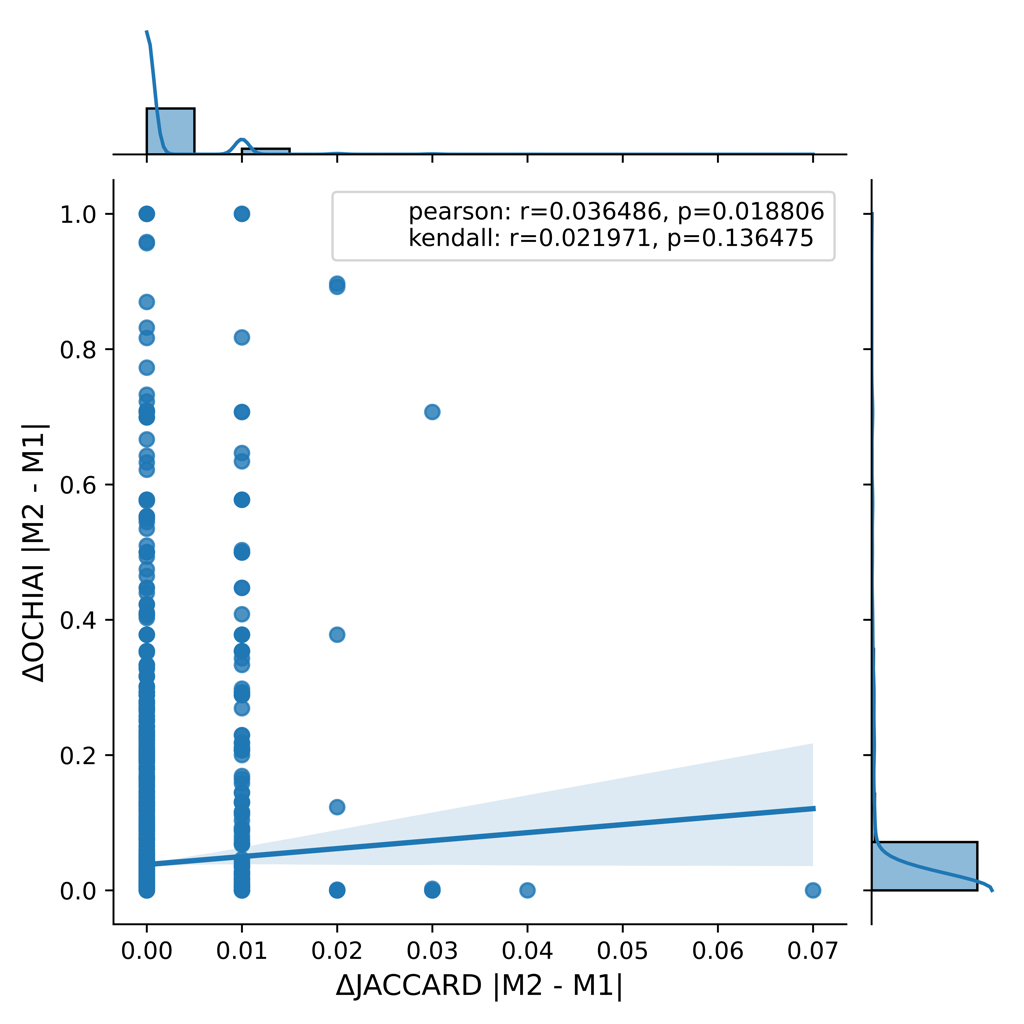 pearson: r=0.036486, p=0.018806
kendall: r=0.021971, p=0.136475
1.0
0.8
0.6
0.4
0.2
0.0
ΔOCHIAI |M2 - M1|
0.00 0.01 0.02 0.03 0.04 0.05 0.06 0.07
ΔJACCARD |M2 - M1|